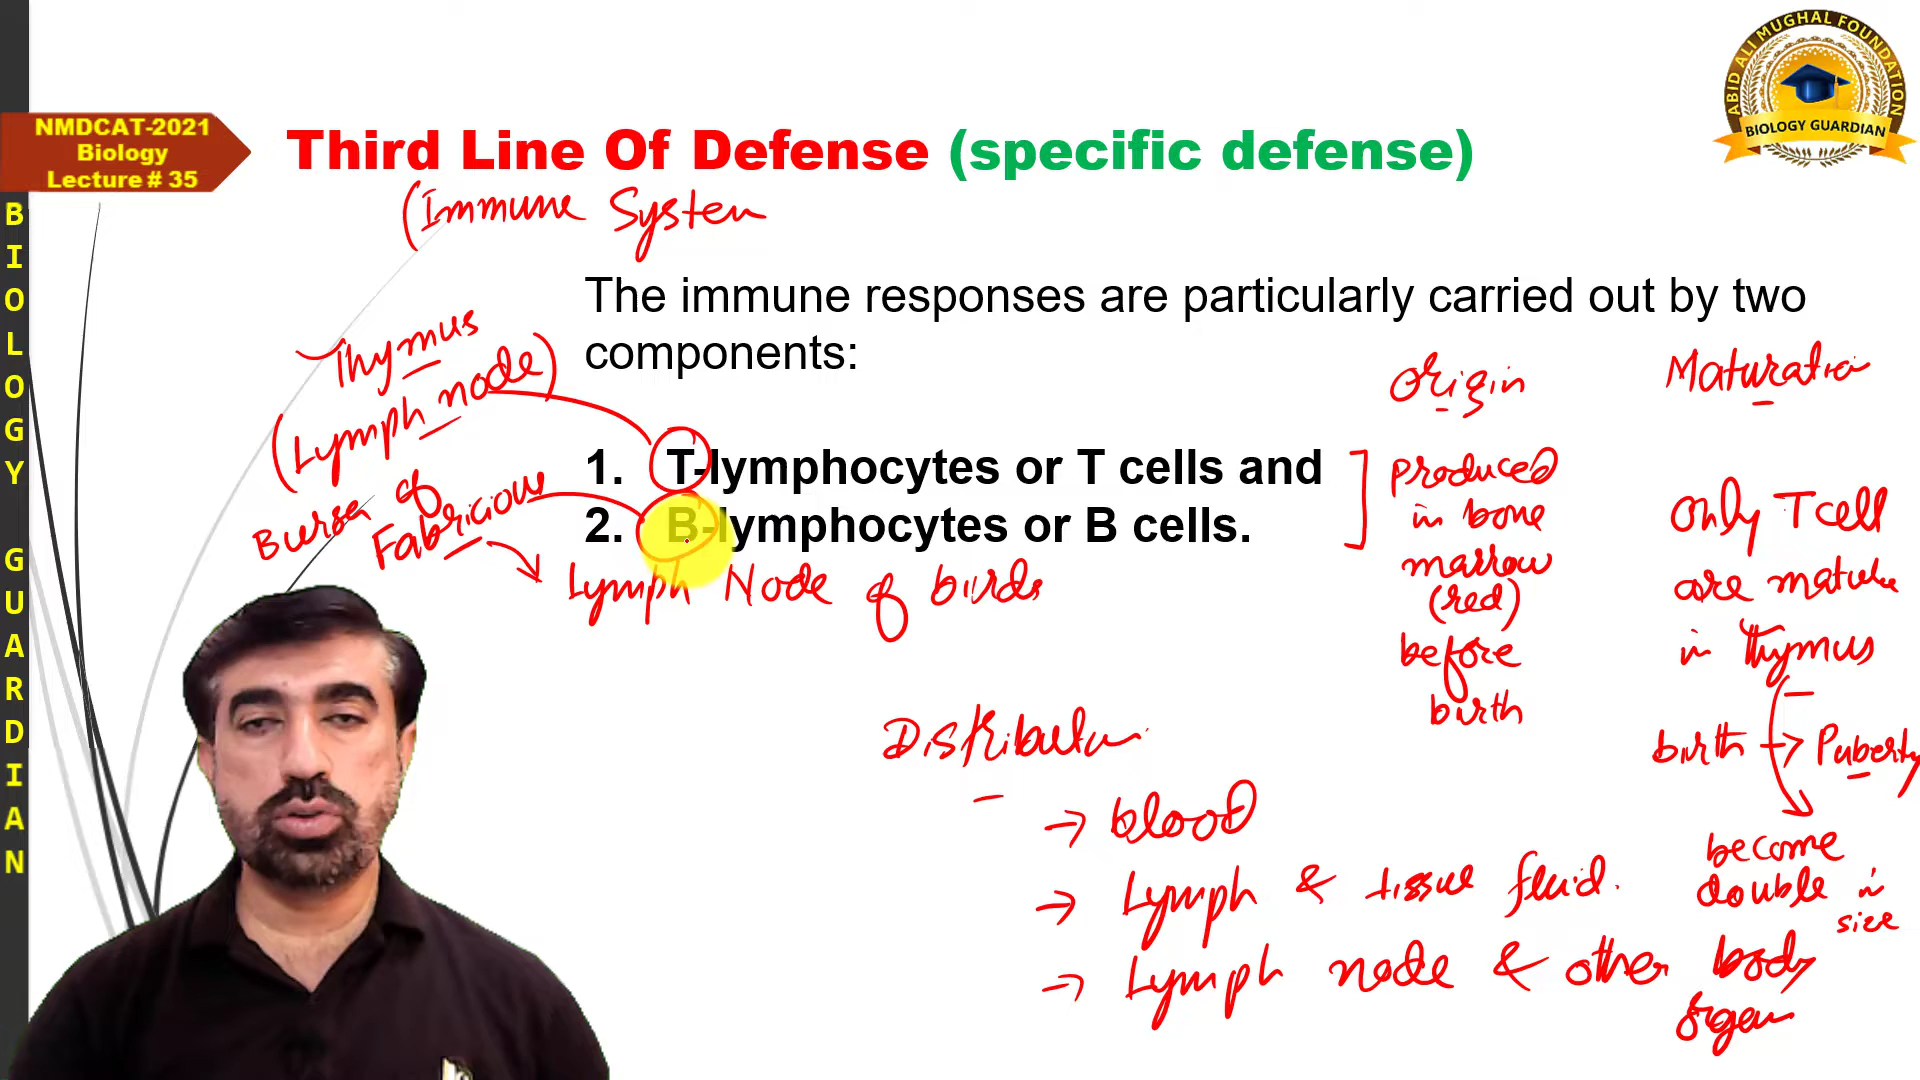 ABID ALI MUGHAL FOUNDATION
BIOLOGY GUARDIAN
NMDCAT-2021
Biology
Lecture # 35
BIOLOGY GUARDIAN
Third Line Of Defense (specific defense)
(Immune System
The immune responses are particularly carried out by two
components:
Thymus
(Lymph node)
Bursa of
Fabricious
1. T-lymphocytes or T cells and
2. B-lymphocytes or B cells.
Lymph Node of birds
Origin
produced
in bone
marrow
(red)
before
birth
Maturation
only T cell
are mature
in Thymus
birth → Puberty
become
double in
size
Distribution
→ blood
→ Lymph & tissue fluid.
→ Lymph node & other body
organ